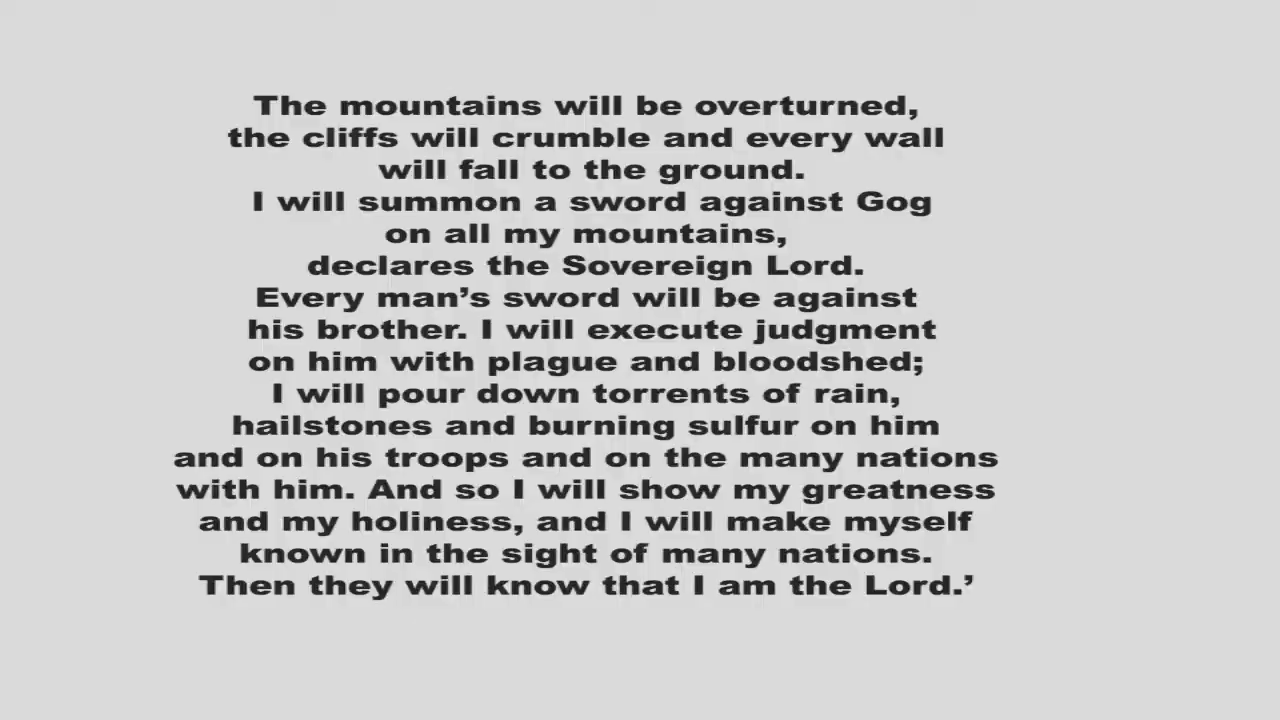 The mountains will be overturned,
the cliffs will crumble and every wall
will fall to the ground.
I will summon a sword against Gog
on all my mountains,
declares the Sovereign Lord.
Every man’s sword will be against
his brother. I will execute judgment
on him with plague and bloodshed;
I will pour down torrents of rain,
hailstones and burning sulfur on him
and on his troops and on the many nations
with him. And so I will show my greatness
and my holiness, and I will make myself
known in the sight of many nations.
Then they will know that I am the Lord.’